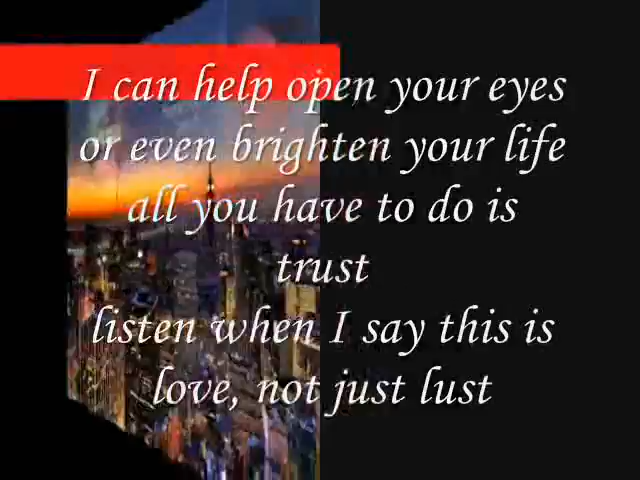 I can help open your eyes
or even brighten your life
all you have to do is
trust
listen when I say this is
love, not just lust